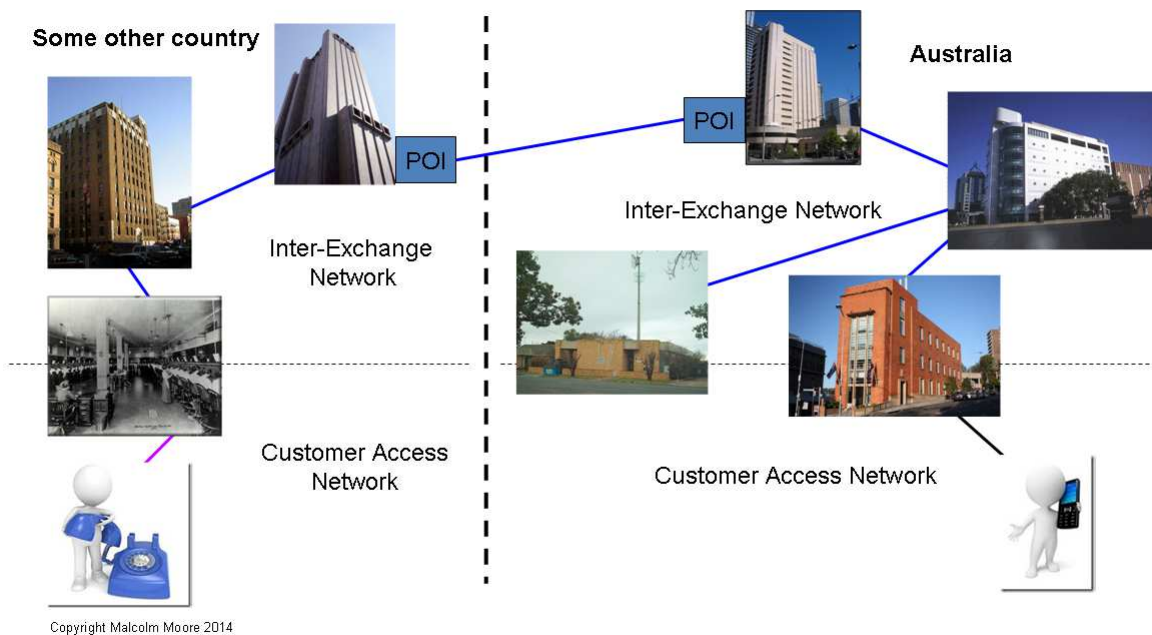 Some other country
Australia
POI
POI
Inter-Exchange Network
Inter-Exchange
Network
Customer Access
Network
Customer Access Network
Copyright Malcolm Moore 2014